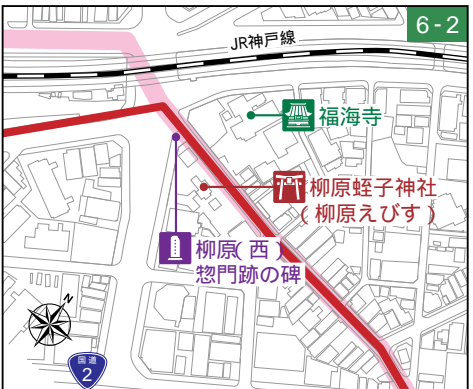 6-2
JR神戸線
福海寺
柳原蛭子神社
(柳原えびす)
柳原(西)
惣門跡の碑
N
国道
2